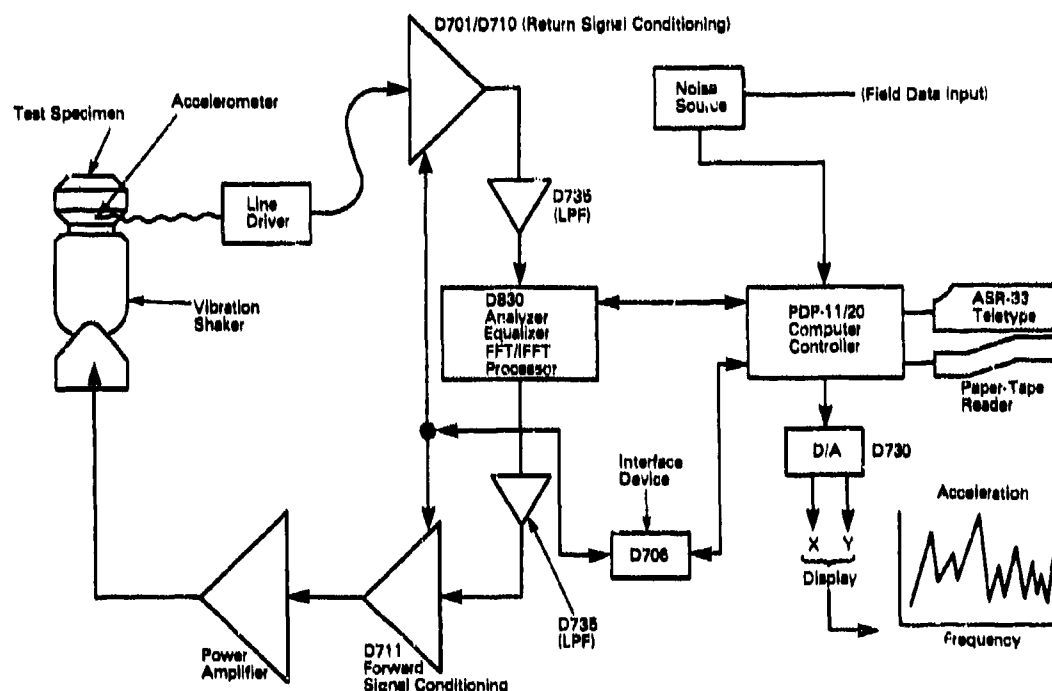 D701/D710 (Return Signal Conditioning)
Accelerometer
Test Specimen
Noise
Source
(Field Data Input)
Line
Driver
D735
(LPF)
Vibration
Shaker
D830
Analyzer
Equalizer
FFT/IFFT
Processor
PDP-11/20
Computer
Controller
ASR-33
Teletype
Paper-Tape
Reader
D/A
D730
Interface
Device
D706
X Y
Display
Acceleration
Frequency
D735
(LPF)
Power
Amplifier
D711
Forward
Signal Conditioning